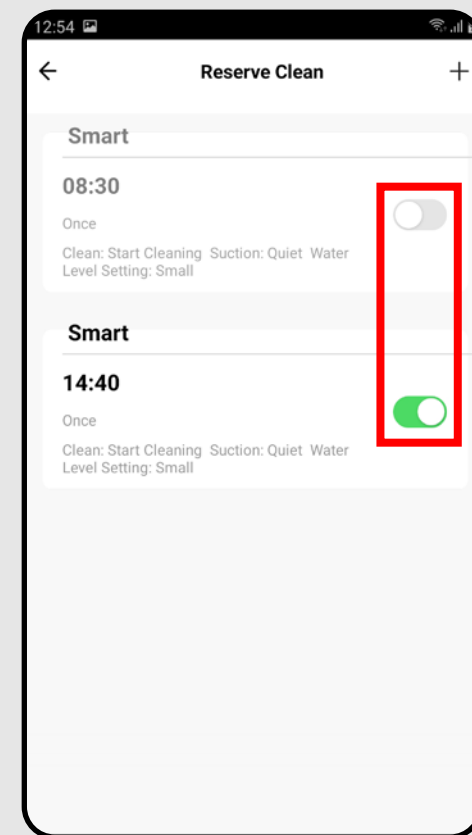 12:54
Reserve Clean
Smart
08:30
Once
Clean: Start Cleaning Suction: Quiet Water
Level Setting: Small
Smart
14:40
Once
Clean: Start Cleaning Suction: Quiet Water
Level Setting: Small